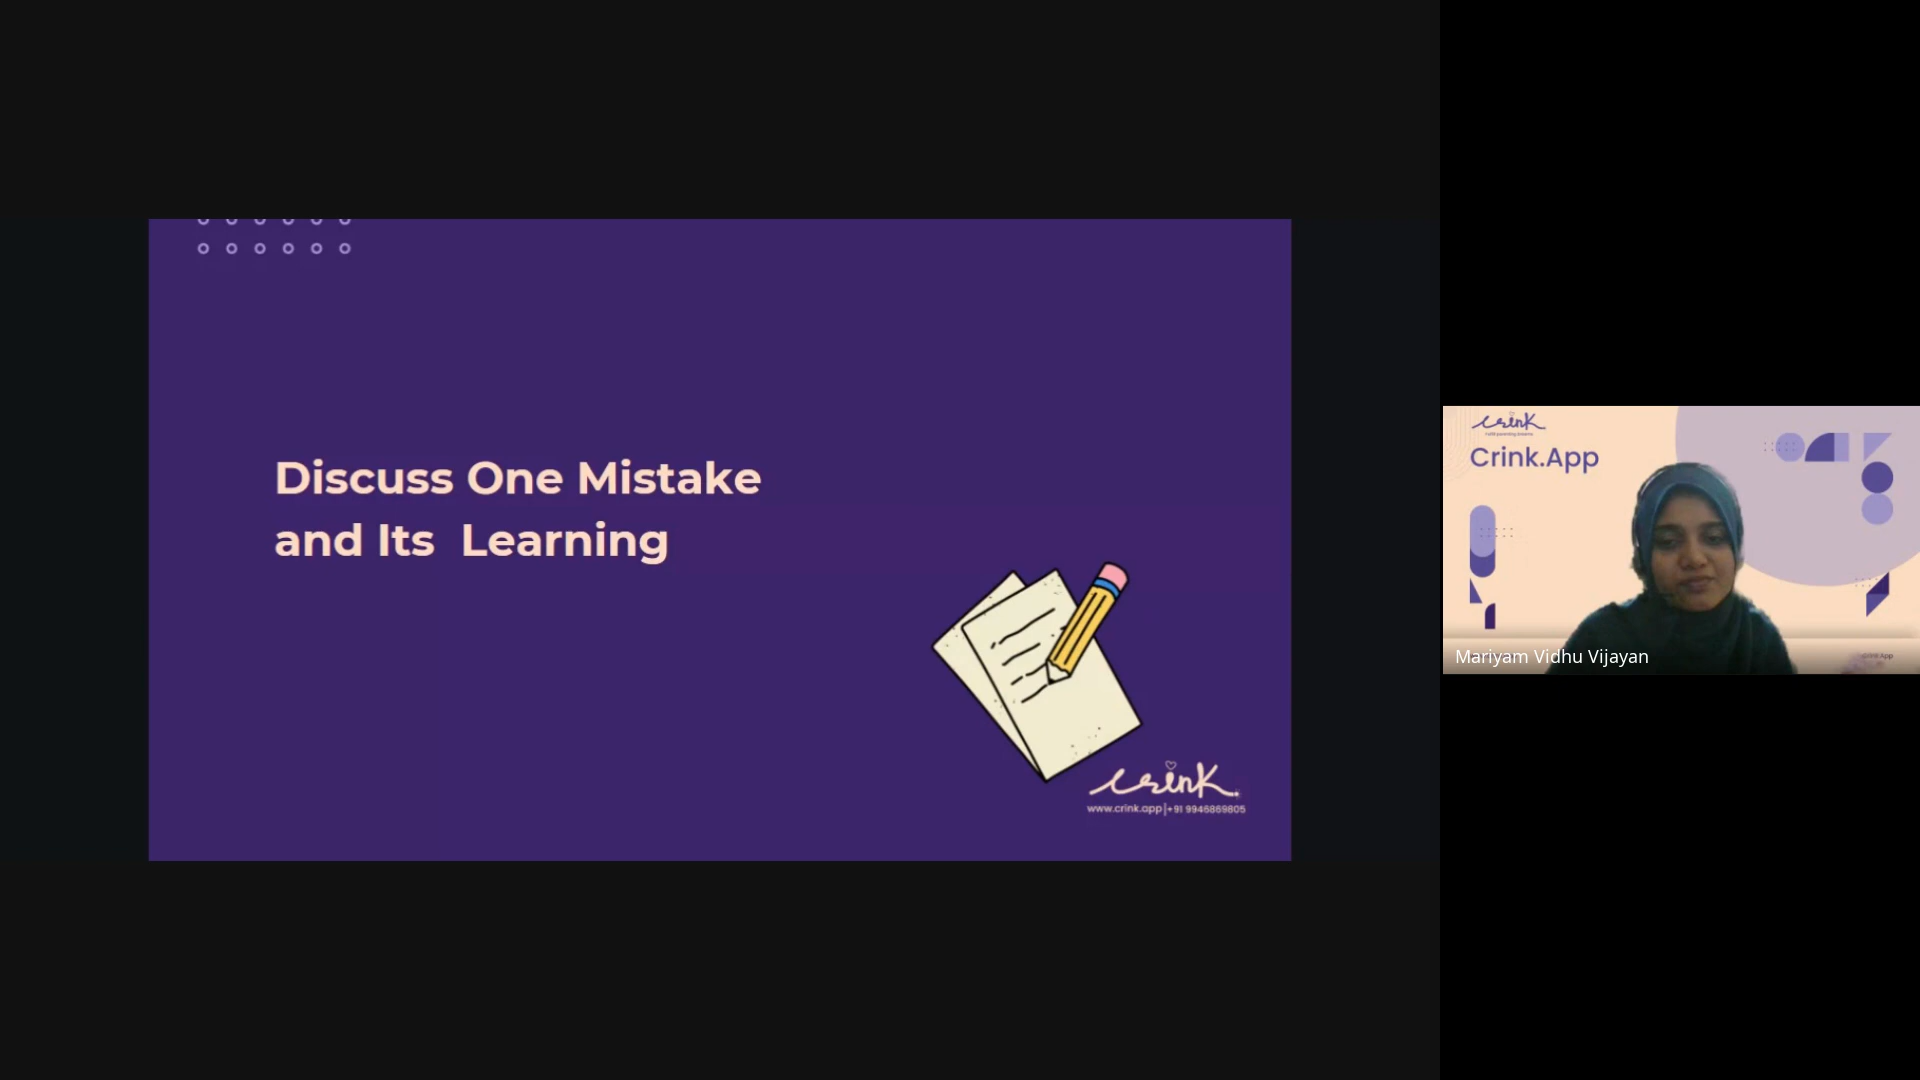 Discuss One Mistake
and Its Learning
crink.
www.crink.app|+91 9946869805
crink
Crink.App
Mariyam Vidhu Vijayan